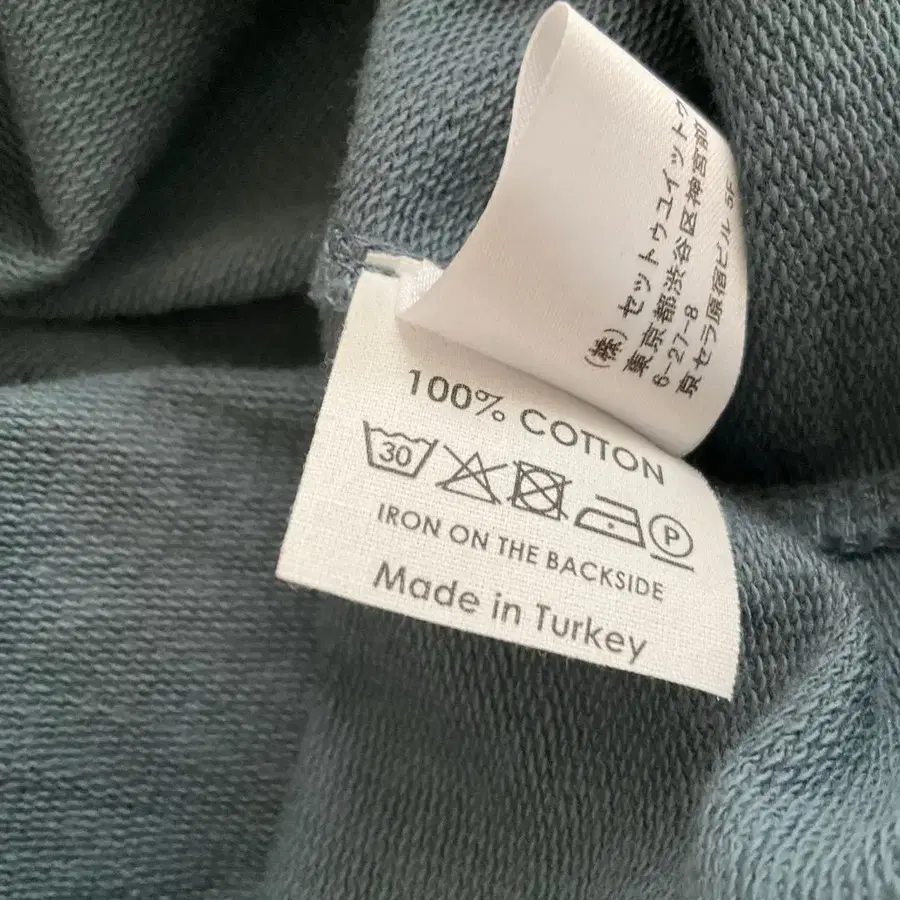 (株) セットゥユイット
東京都渋谷区神宮前
6-27-8
京セラ原宿ビル 5F
100% COTTON
30
P
IRON ON THE BACKSIDE
Made in Turkey